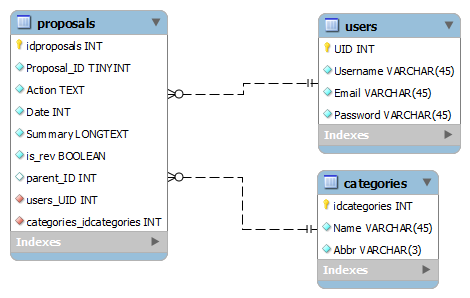 proposals
idproposals INT
Proposal_ID TINYINT
Action TEXT
Date INT
Summary LONGTEXT
is_rev BOOLEAN
parent_ID INT
users_UID INT
categories_idcategories INT
Indexes
users
UID INT
Username VARCHAR(45)
Email VARCHAR(45)
Password VARCHAR(45)
Indexes
categories
idcategories INT
Name VARCHAR(45)
Abbr VARCHAR(3)
Indexes